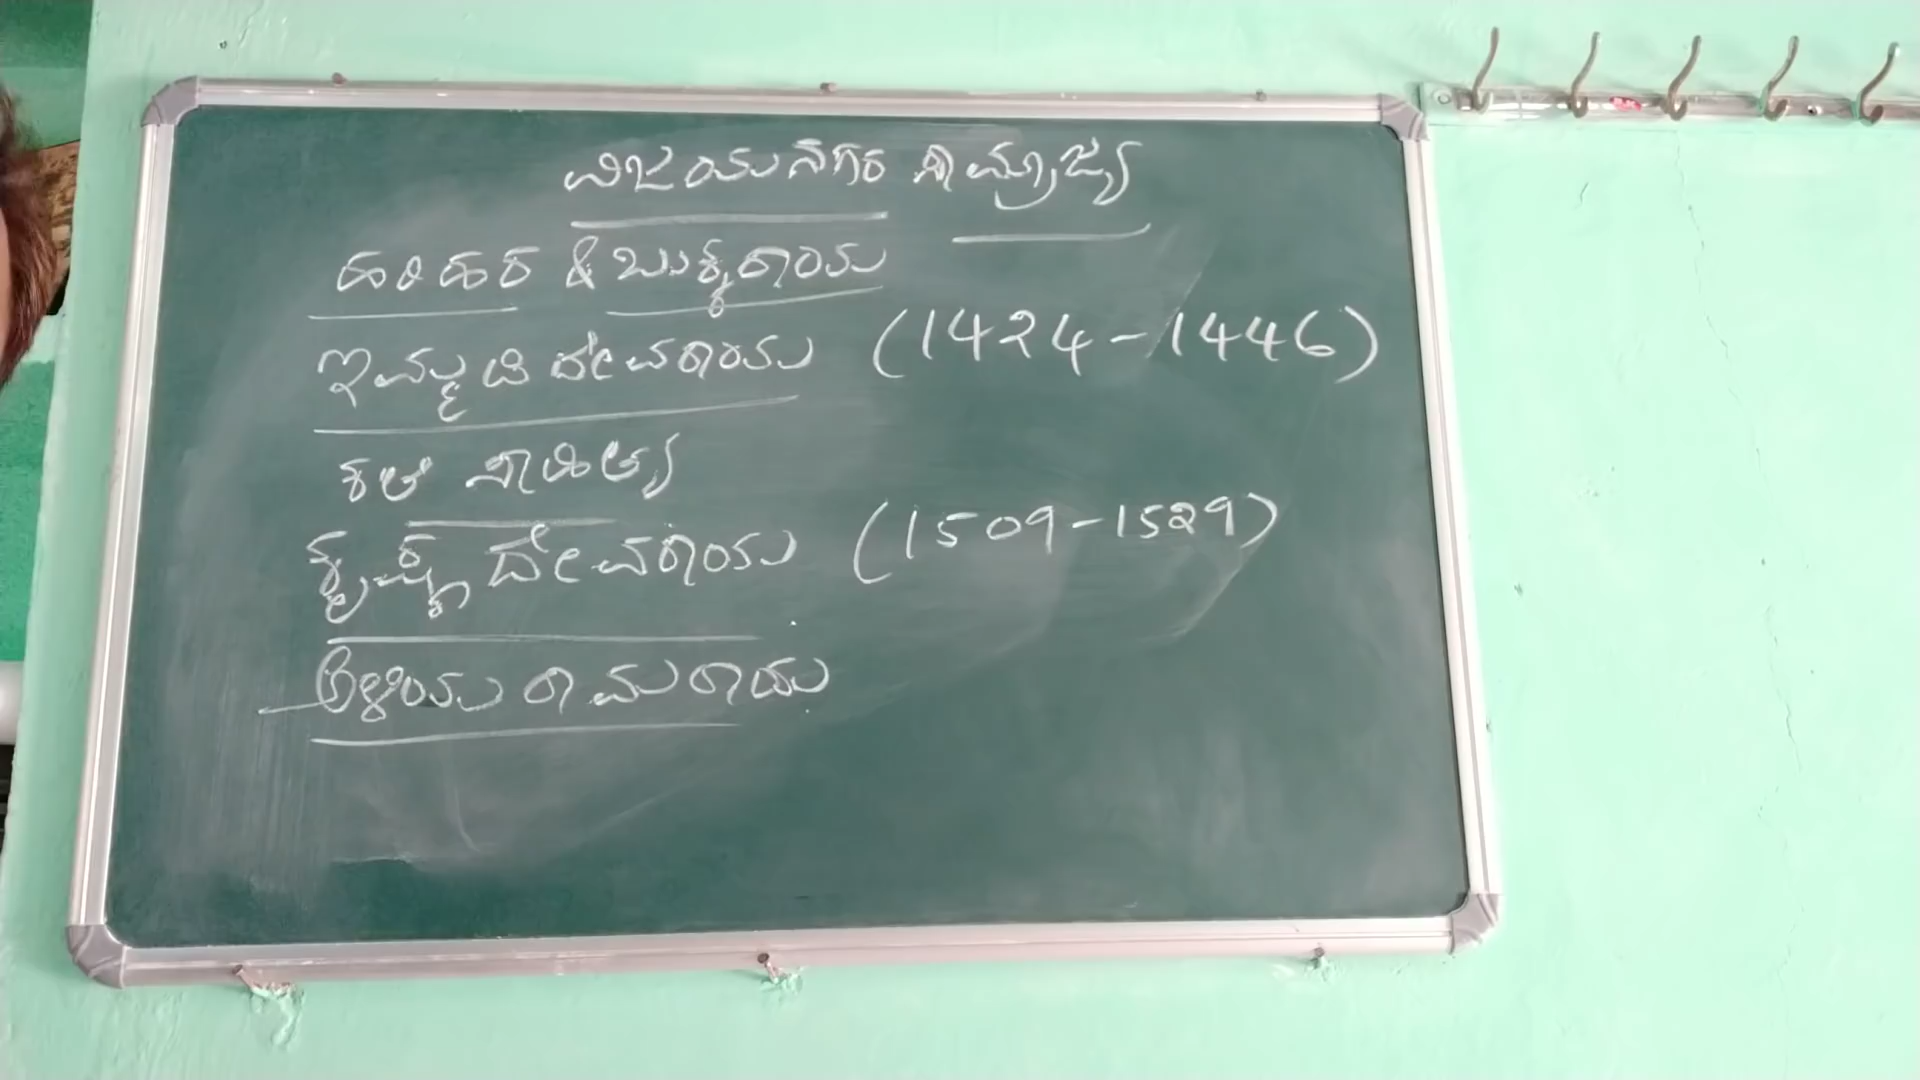 ವಿಜಯನಗರ ಸಾಮ್ರಾಜ್ಯ
ಹರಿಹರ & ಬುಕ್ಕರಾಯ
ಇಮ್ಮಡಿ ದೇವರಾಯ (1424-1446)
ಕಲೆ ಸಾಹಿತ್ಯ
ಕೃಷ್ಣದೇವರಾಯ (1509-1529)
ಅಳಿಯ ರಾಮರಾಯ